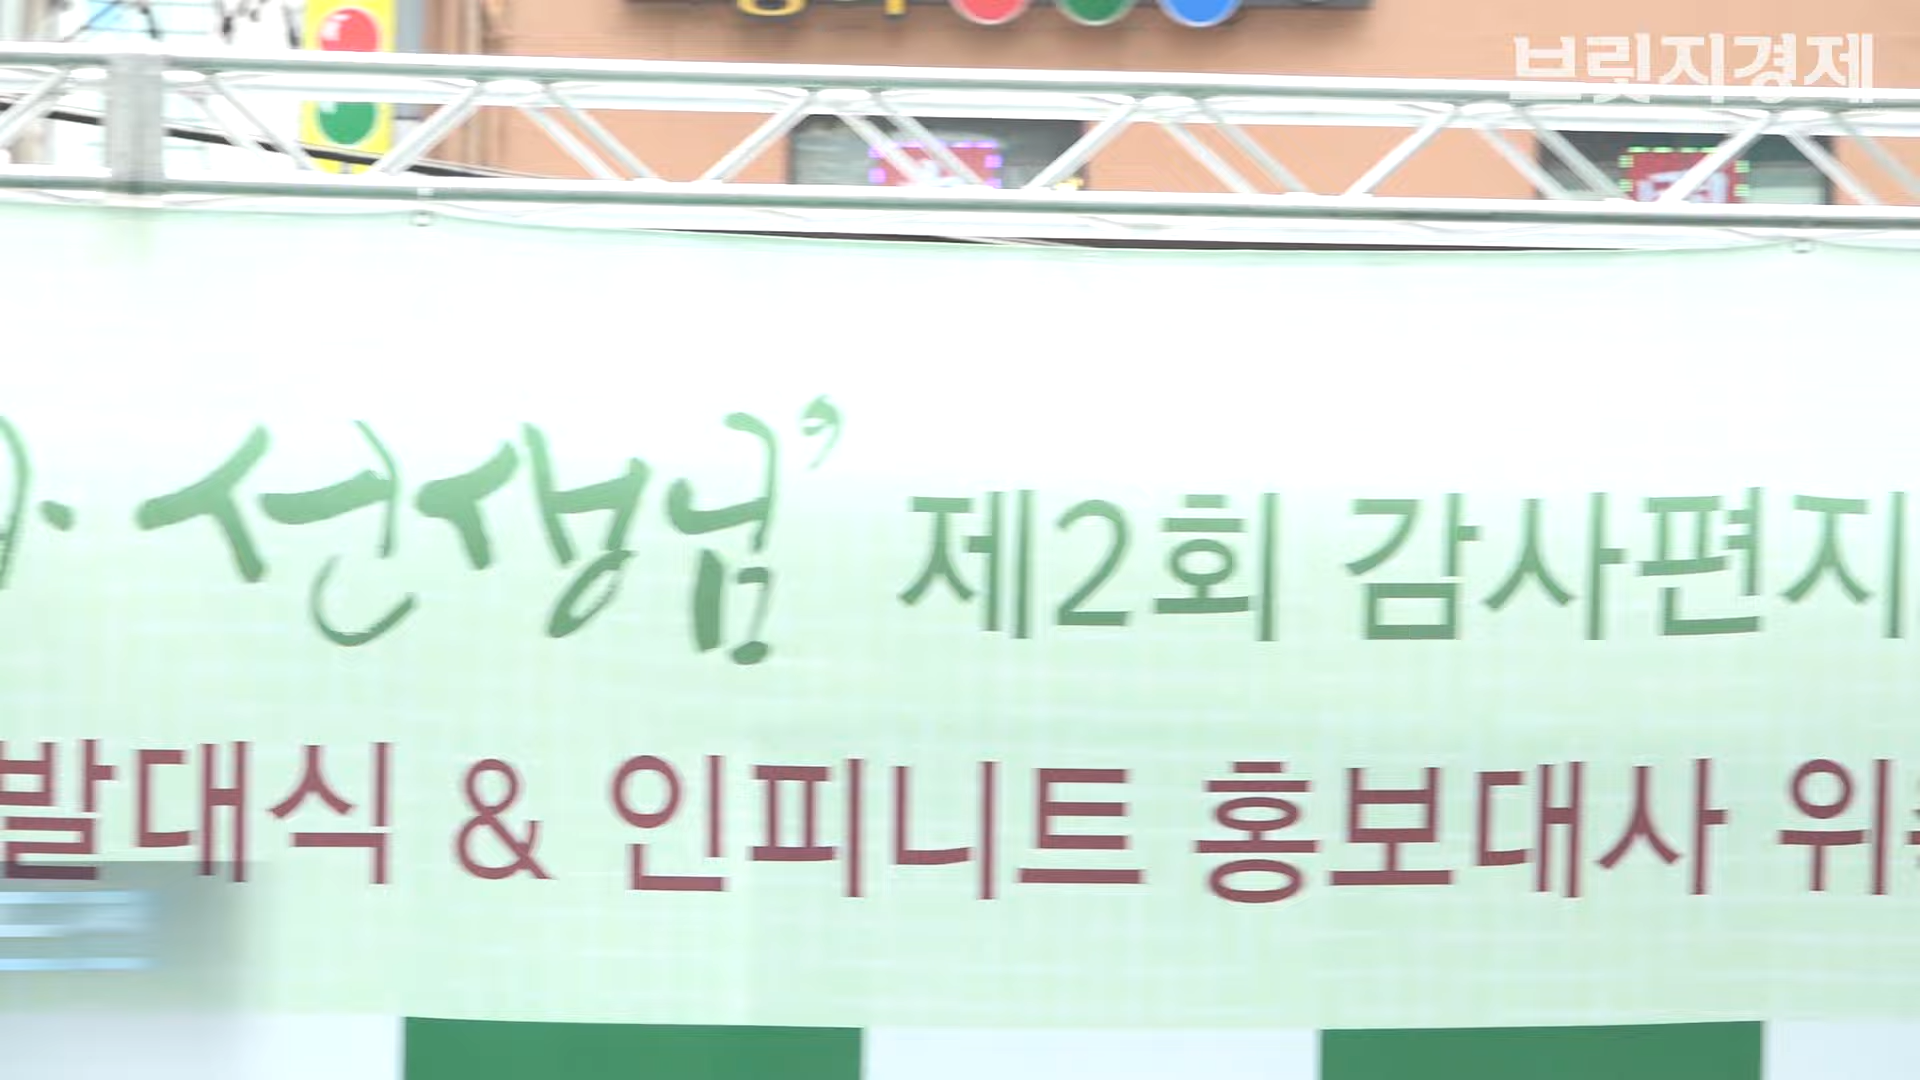 브릿지경제
선생님’ 제2회 감사편지
발대식 & 인피니트 홍보대사